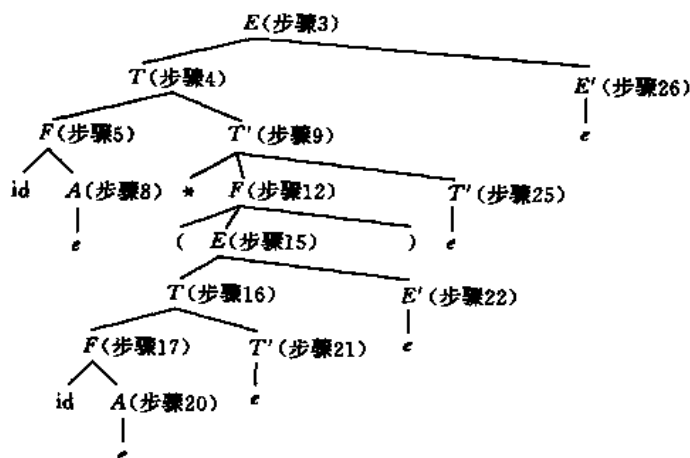 E(步骤3)
T(步骤4) E'(步骤26)
F(步骤5) T'(步骤9) e
id A(步骤8) * F(步骤12) T'(步骤25)
e ( E(步骤15) ) e
T(步骤16) E'(步骤22)
F(步骤17) T'(步骤21) e
id A(步骤20) e
e